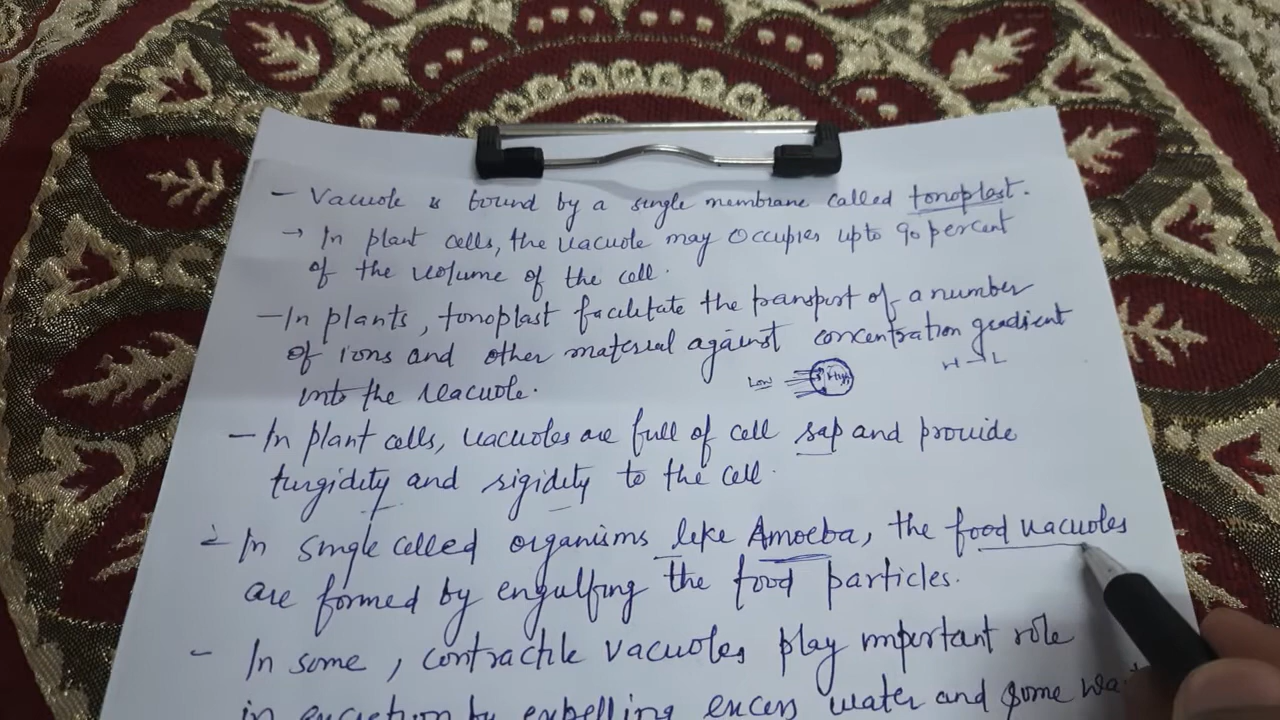 - Vacuole is bound by a single membrane called tonoplast.
→ In plant cells, the vacuole may occupies upto 90 percent
of the volume of the cell.
- In plants, tonoplast facilitate the transport of a number
of ions and other material against concentration gradient
H → L
into the vacuole.
Low High
- In plant cells, vacuoles are full of cell sap and provide
turgidity and rigidity to the cell.
- In single celled organisms like Amoeba, the food vacuoles
are formed by engulfing the food particles.
- In some, contractile vacuoles play important role
in excretion by expelling excess water and some